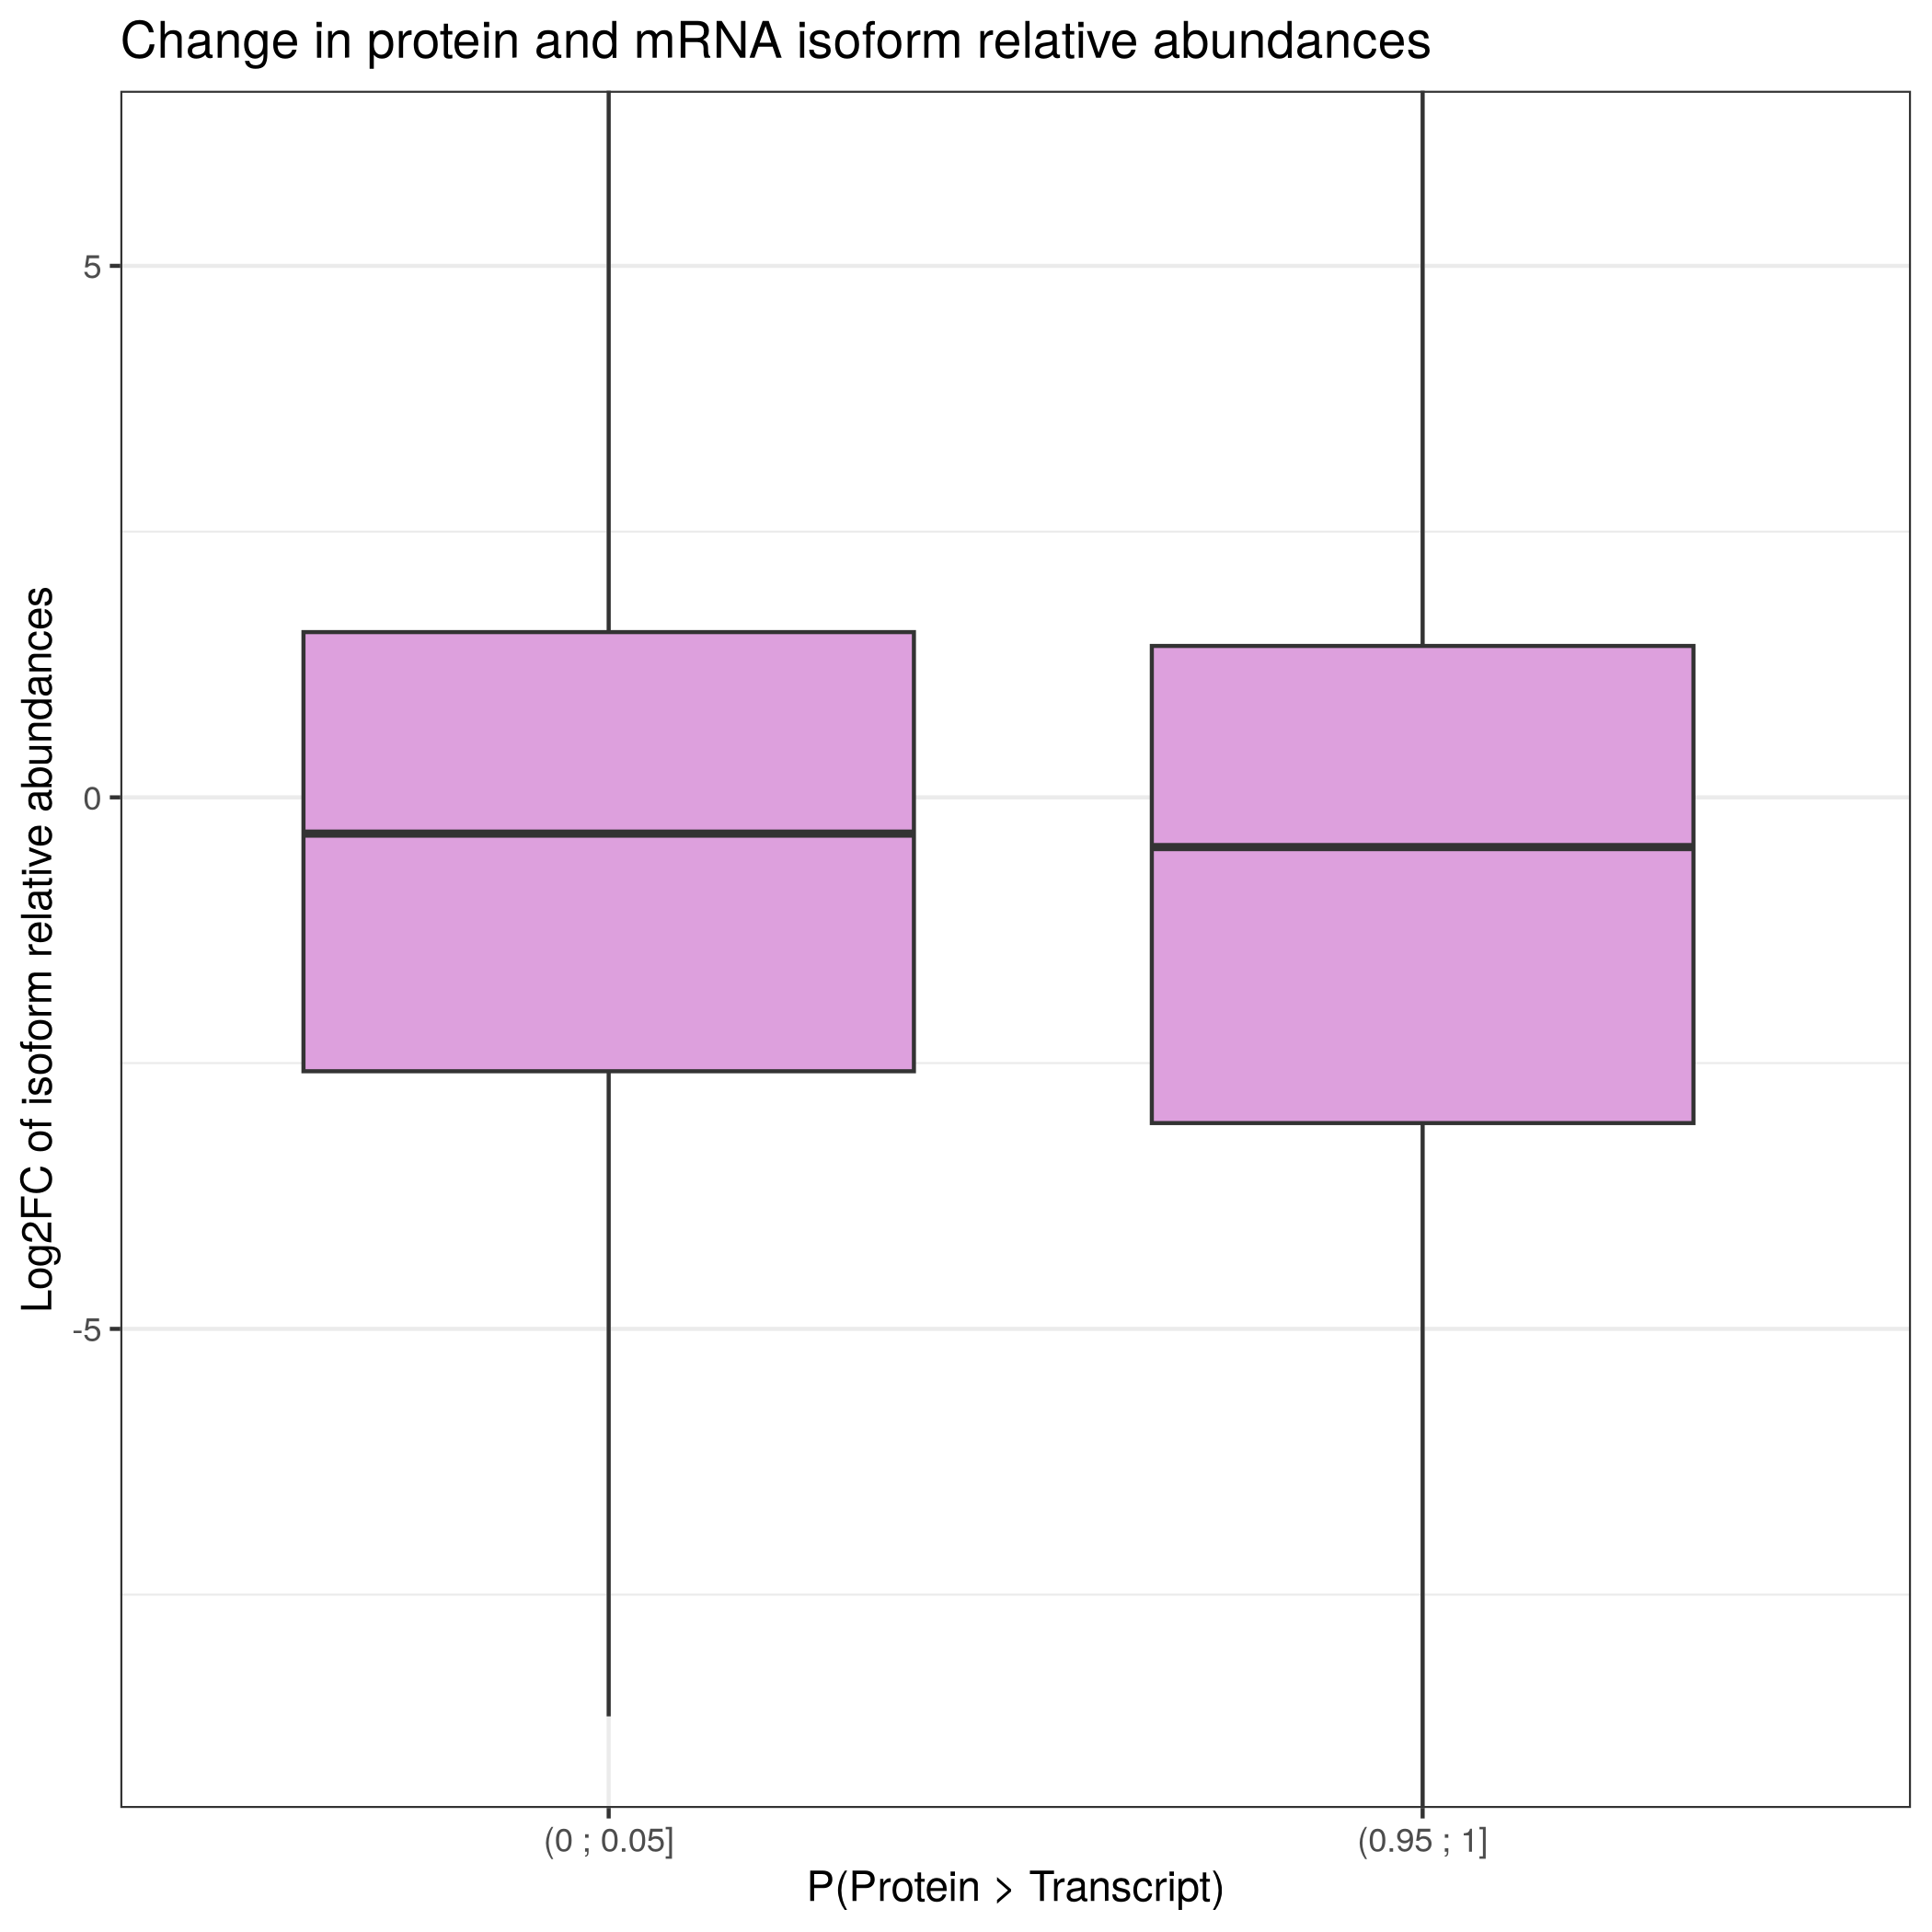 Change in protein and mRNA isoform relative abundances
Log2FC of isoform relative abundances
5
0
-5
(0 ; 0.05]
(0.95 ; 1]
P(Protein > Transcript)